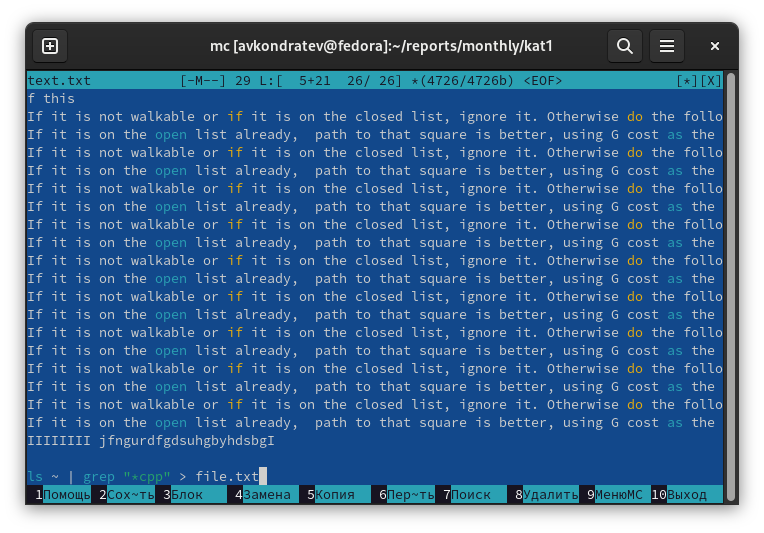 mc [avkondratev@fedora]:~/reports/monthly/kat1
text.txt [-M--] 29 L:[ 5+21 26/ 26] *(4726/4726b) <EOF> [*][X]
f this
If it is not walkable or if it is on the closed list, ignore it. Otherwise do the follo
If it is on the open list already,  path to that square is better, using G cost as the
If it is not walkable or if it is on the closed list, ignore it. Otherwise do the follo
If it is on the open list already,  path to that square is better, using G cost as the
If it is not walkable or if it is on the closed list, ignore it. Otherwise do the follo
If it is on the open list already,  path to that square is better, using G cost as the
If it is not walkable or if it is on the closed list, ignore it. Otherwise do the follo
If it is on the open list already,  path to that square is better, using G cost as the
If it is not walkable or if it is on the closed list, ignore it. Otherwise do the follo
If it is on the open list already,  path to that square is better, using G cost as the
If it is not walkable or if it is on the closed list, ignore it. Otherwise do the follo
If it is on the open list already,  path to that square is better, using G cost as the
If it is not walkable or if it is on the closed list, ignore it. Otherwise do the follo
If it is on the open list already,  path to that square is better, using G cost as the
If it is not walkable or if it is on the closed list, ignore it. Otherwise do the follo
If it is on the open list already,  path to that square is better, using G cost as the
If it is not walkable or if it is on the closed list, ignore it. Otherwise do the follo
If it is on the open list already,  path to that square is better, using G cost as the
IIIIIIII jfngurdfgdsuhgbyhdsbgI
ls ~ | grep "*cpp" > file.txt
1Помощь 2Сох~ть 3Блок 4Замена 5Копия 6Пер~ть 7Поиск 8Удалить 9МенюMC 10Выход